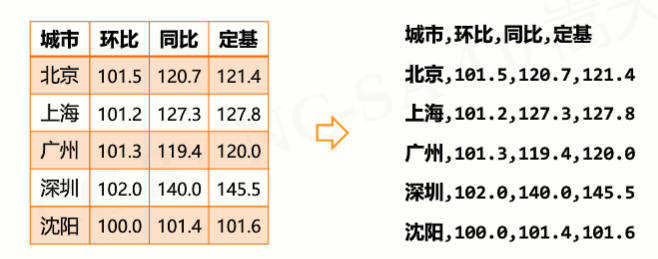 城市 环比 同比 定基
北京 101.5 120.7 121.4
上海 101.2 127.3 127.8
广州 101.3 119.4 120.0
深圳 102.0 140.0 145.5
沈阳 100.0 101.4 101.6
城市,环比,同比,定基
北京,101.5,120.7,121.4
上海,101.2,127.3,127.8
广州,101.3,119.4,120.0
深圳,102.0,140.0,145.5
沈阳,100.0,101.4,101.6